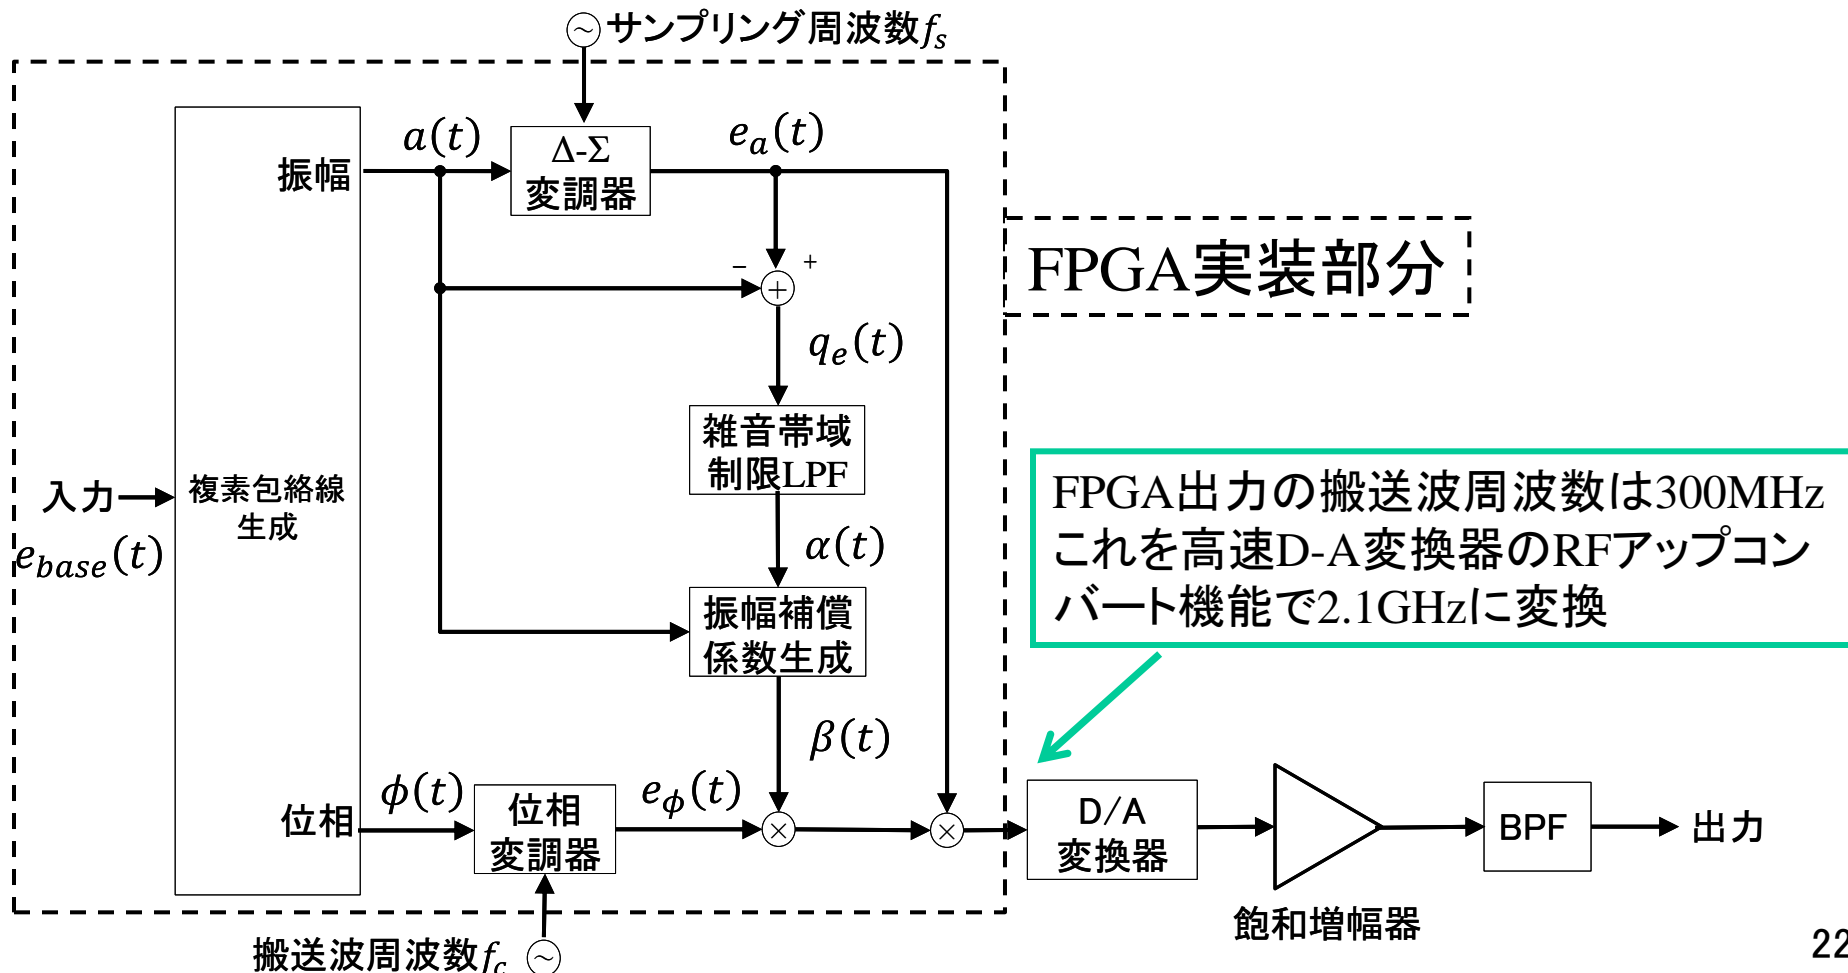 サンプリング周波数f_s
a(t)
Δ-Σ
変調器
e_a(t)
振幅
FPGA実装部分
−
+
+
q_e(t)
雑音帯域
制限LPF
入力
e_base(t)
複素包絡線
生成
FPGA出力の搬送波周波数は300MHz
これを高速D-A変換器のRFアップコン
バート機能で2.1GHzに変換
α(t)
振幅補償
係数生成
β(t)
位相
ϕ(t)
位相
変調器
e_ϕ(t)
×
×
D/A
変換器
BPF
出力
飽和増幅器
搬送波周波数f_c
22